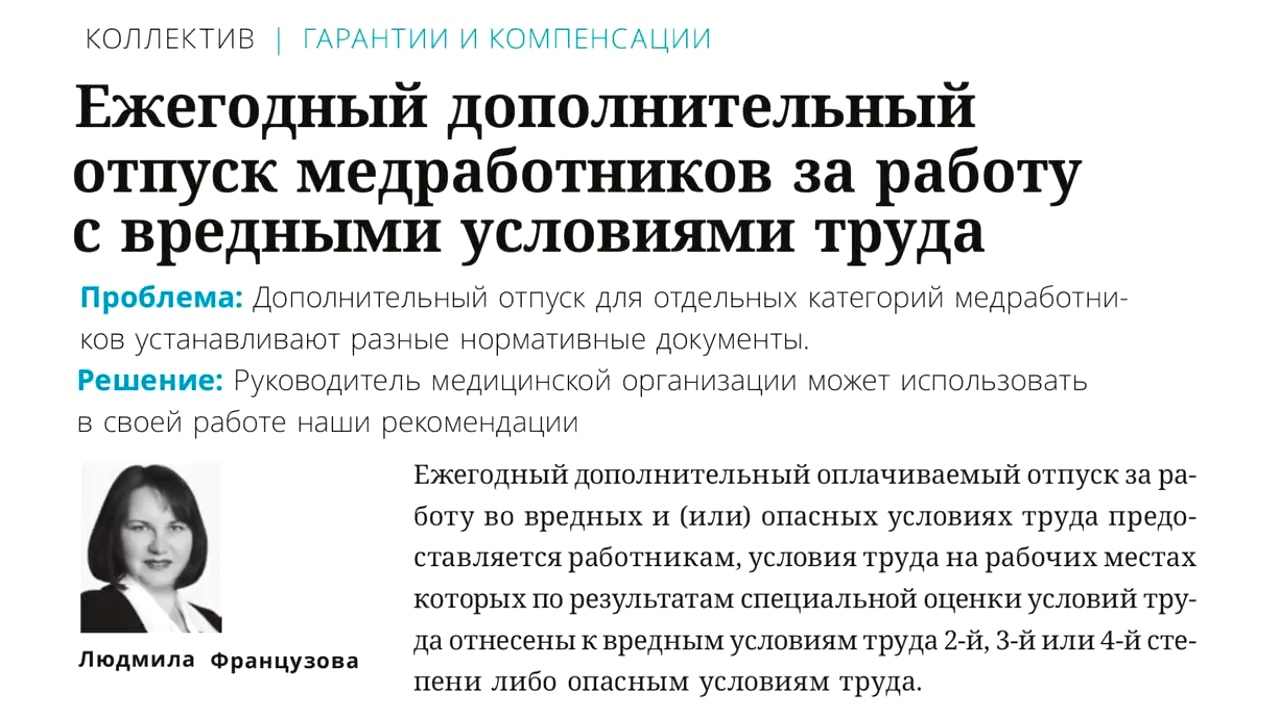 КОЛЛЕКТИВ | ГАРАНТИИ И КОМПЕНСАЦИИ
Ежегодный дополнительный
отпуск медработников за работу
с вредными условиями труда
Проблема: Дополнительный отпуск для отдельных категорий медработни-
ков устанавливают разные нормативные документы.
Решение: Руководитель медицинской организации может использовать
в своей работе наши рекомендации
Ежегодный дополнительный оплачиваемый отпуск за ра-
боту во вредных и (или) опасных условиях труда предо-
ставляется работникам, условия труда на рабочих местах
которых по результатам специальной оценки условий тру-
да отнесены к вредным условиям труда 2-й, 3-й или 4-й сте-
пени либо опасным условиям труда.
Людмила Французова